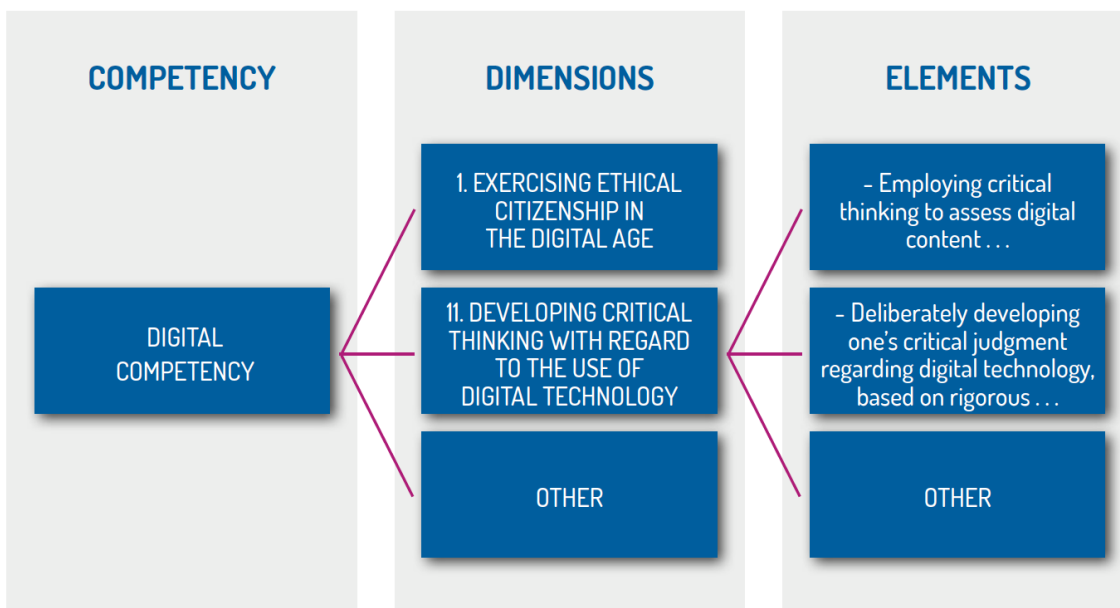 COMPETENCY
DIGITAL
COMPETENCY
DIMENSIONS
1. EXERCISING ETHICAL
CITIZENSHIP IN
THE DIGITAL AGE
11. DEVELOPING CRITICAL
THINKING WITH REGARD
TO THE USE OF
DIGITAL TECHNOLOGY
OTHER
ELEMENTS
– Employing critical
thinking to assess digital
content . . .
– Deliberately developing
one’s critical judgment
regarding digital technology,
based on rigorous . . .
OTHER